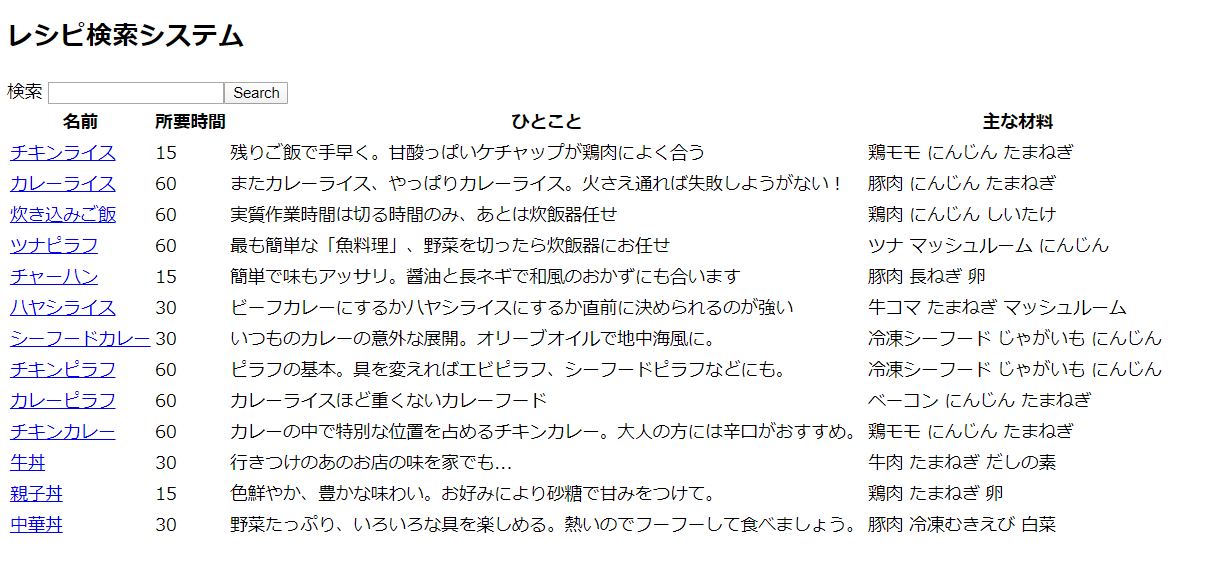 レシピ検索システム
検索 Search
名前 所要時間 ひとこと 主な材料
チキンライス 15 残りご飯で手早く。甘酸っぱいケチャップが鶏肉によく合う 鶏モモ にんじん たまねぎ
カレーライス 60 またカレーライス、やっぱりカレーライス。火さえ通れば失敗しようがない！ 豚肉 にんじん たまねぎ
炊き込みご飯 60 実質作業時間は切る時間のみ、あとは炊飯器任せ 鶏肉 にんじん しいたけ
ツナピラフ 60 最も簡単な「魚料理」、野菜を切ったら炊飯器にお任せ ツナ マッシュルーム にんじん
チャーハン 15 簡単で味もアッサリ。醤油と長ネギで和風のおかずにも合います 豚肉 長ねぎ 卵
ハヤシライス 30 ビーフカレーにするかハヤシライスにするか直前に決められるのが強い 牛コマ たまねぎ マッシュルーム
シーフードカレー 30 いつものカレーの意外な展開。オリーブオイルで地中海風に。 冷凍シーフード じゃがいも にんじん
チキンピラフ 60 ピラフの基本。具を変えればエビピラフ、シーフードピラフなどにも。 冷凍シーフード じゃがいも にんじん
カレーピラフ 60 カレーライスほど重くないカレーフード ベーコン にんじん たまねぎ
チキンカレー 60 カレーの中で特別な位置を占めるチキンカレー。大人の方には辛口がおすすめ。 鶏モモ にんじん たまねぎ
牛丼 30 行きつけのあのお店の味を家でも... 牛肉 たまねぎ だしの素
親子丼 15 色鮮やか、豊かな味わい。お好みにより砂糖で甘みをつけて。 鶏肉 たまねぎ 卵
中華丼 30 野菜たっぷり、いろいろな具を楽しめる。熱いのでフーフーして食べましょう。 豚肉 冷凍むきえび 白菜